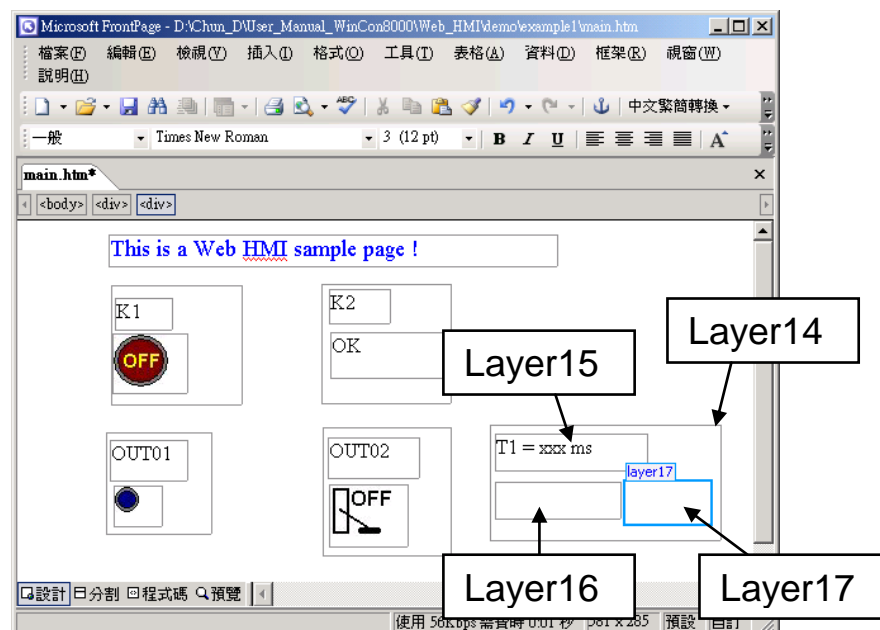 Microsoft FrontPage - D:\Chun_D\User_Manual_WinCon8000\Web_HMI\demo\example1\main.htm
檔案(F) 編輯(E) 檢視(V) 插入(I) 格式(O) 工具(T) 表格(A) 資料(D) 框架(R) 視窗(W)
說明(H)
中文繁簡轉換
一般 Times New Roman 3 (12 pt) B I U A
main.htm*
<body> <div> <div>
This is a Web HMI sample page !
K1
OFF
K2
OK
Layer15
Layer14
OUT01
OUT02
OFF
T1 = xxx ms
layer17
Layer16
Layer17
設計 分割 程式碼 預覽
使用 56Kbps 需費時 0:01 秒 581 x 285 預設 自訂